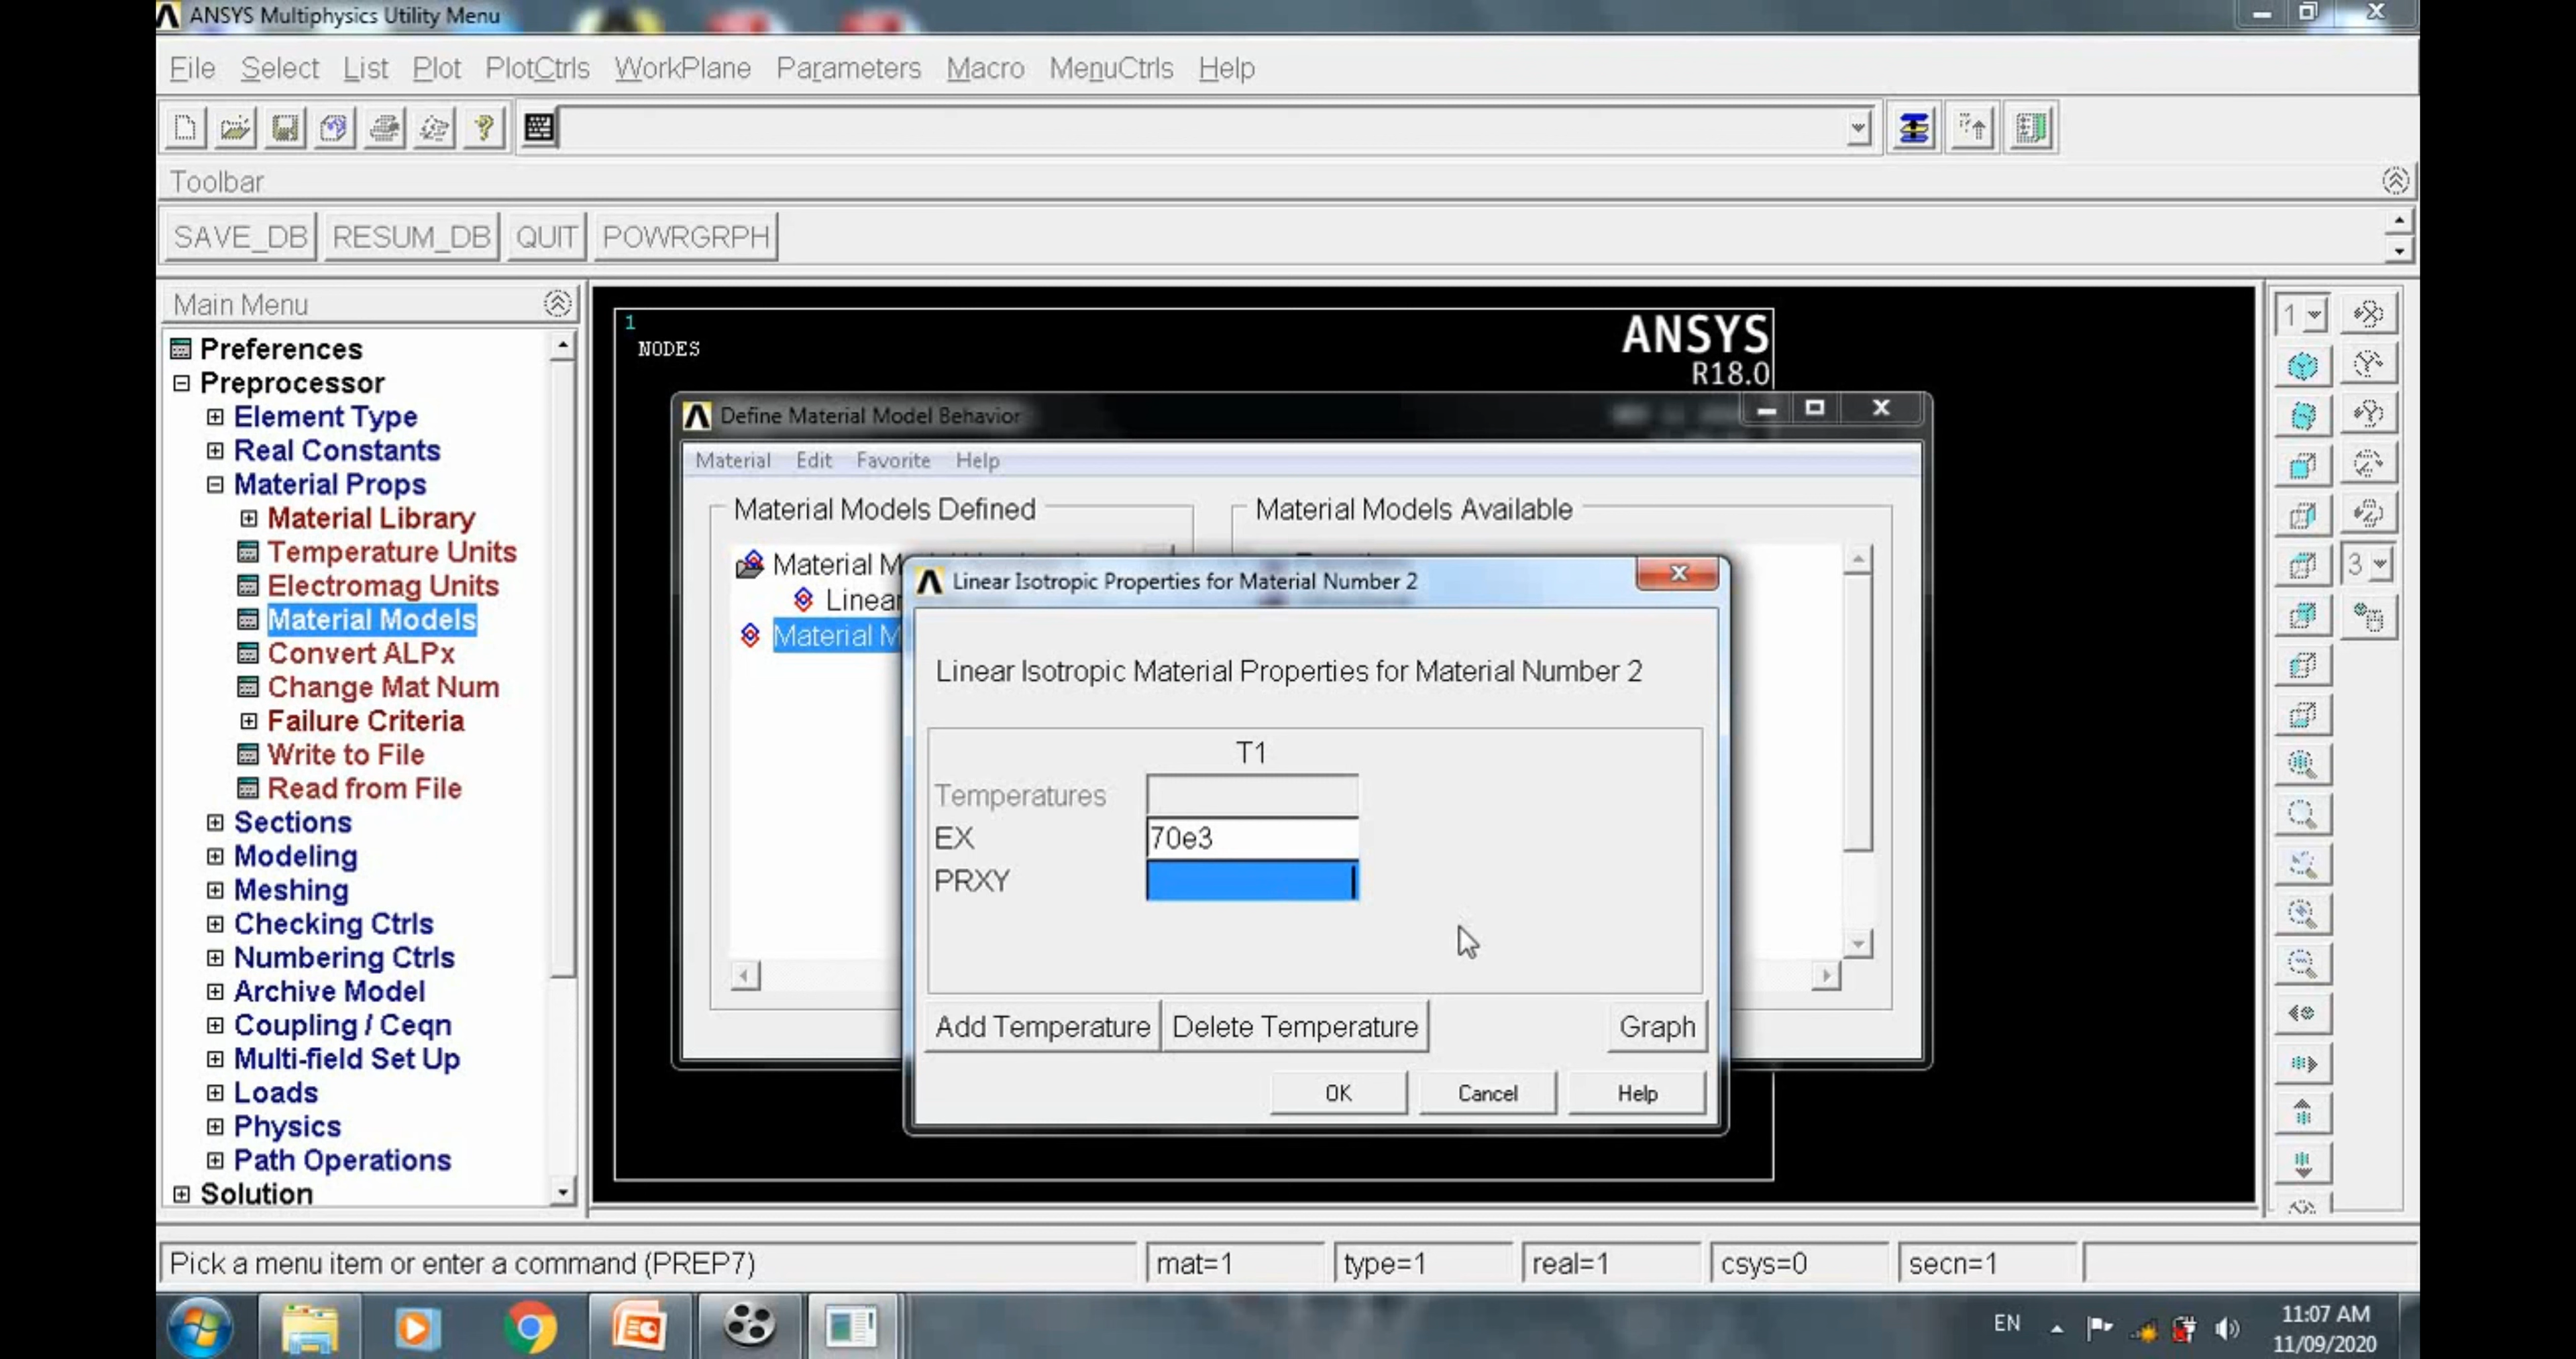 ANSYS Multiphysics Utility Menu
File Select List Plot PlotCtrls WorkPlane Parameters Macro MenuCtrls Help
Toolbar
SAVE_DB RESUM_DB QUIT POWRGRPH
Main Menu
Preferences
Preprocessor
Element Type
Real Constants
Material Props
Material Library
Temperature Units
Electromag Units
Material Models
Convert ALPx
Change Mat Num
Failure Criteria
Write to File
Read from File
Sections
Modeling
Meshing
Checking Ctrls
Numbering Ctrls
Archive Model
Coupling / Ceqn
Multi-field Set Up
Loads
Physics
Path Operations
Solution
1
NODES
ANSYS
R18.0
Define Material Model Behavior
Material Edit Favorite Help
Material Models Defined
Material Models Available
Material M
Linear
Material M
Linear Isotropic Properties for Material Number 2
Linear Isotropic Material Properties for Material Number 2
T1
Temperatures
EX 70e3
PRXY
Add Temperature Delete Temperature Graph
OK Cancel Help
1
3
Pick a menu item or enter a command (PREP7) mat=1 type=1 real=1 csys=0 secn=1
EN
11:07 AM
11/09/2020